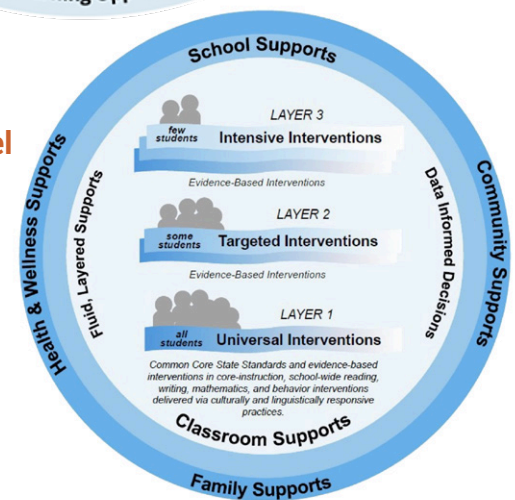 School Supports
Health & Wellness Supports
Community Supports
Fluid, Layered Supports
Data Informed Decisions
LAYER 3
few
students
Intensive Interventions
Evidence-Based Interventions
LAYER 2
some
students
Targeted Interventions
Evidence-Based Interventions
LAYER 1
all
students
Universal Interventions
Common Core State Standards and evidence-based
interventions in core-instruction, school-wide reading,
writing, mathematics, and behavior interventions
delivered via culturally and linguistically responsive
practices.
Classroom Supports
Family Supports